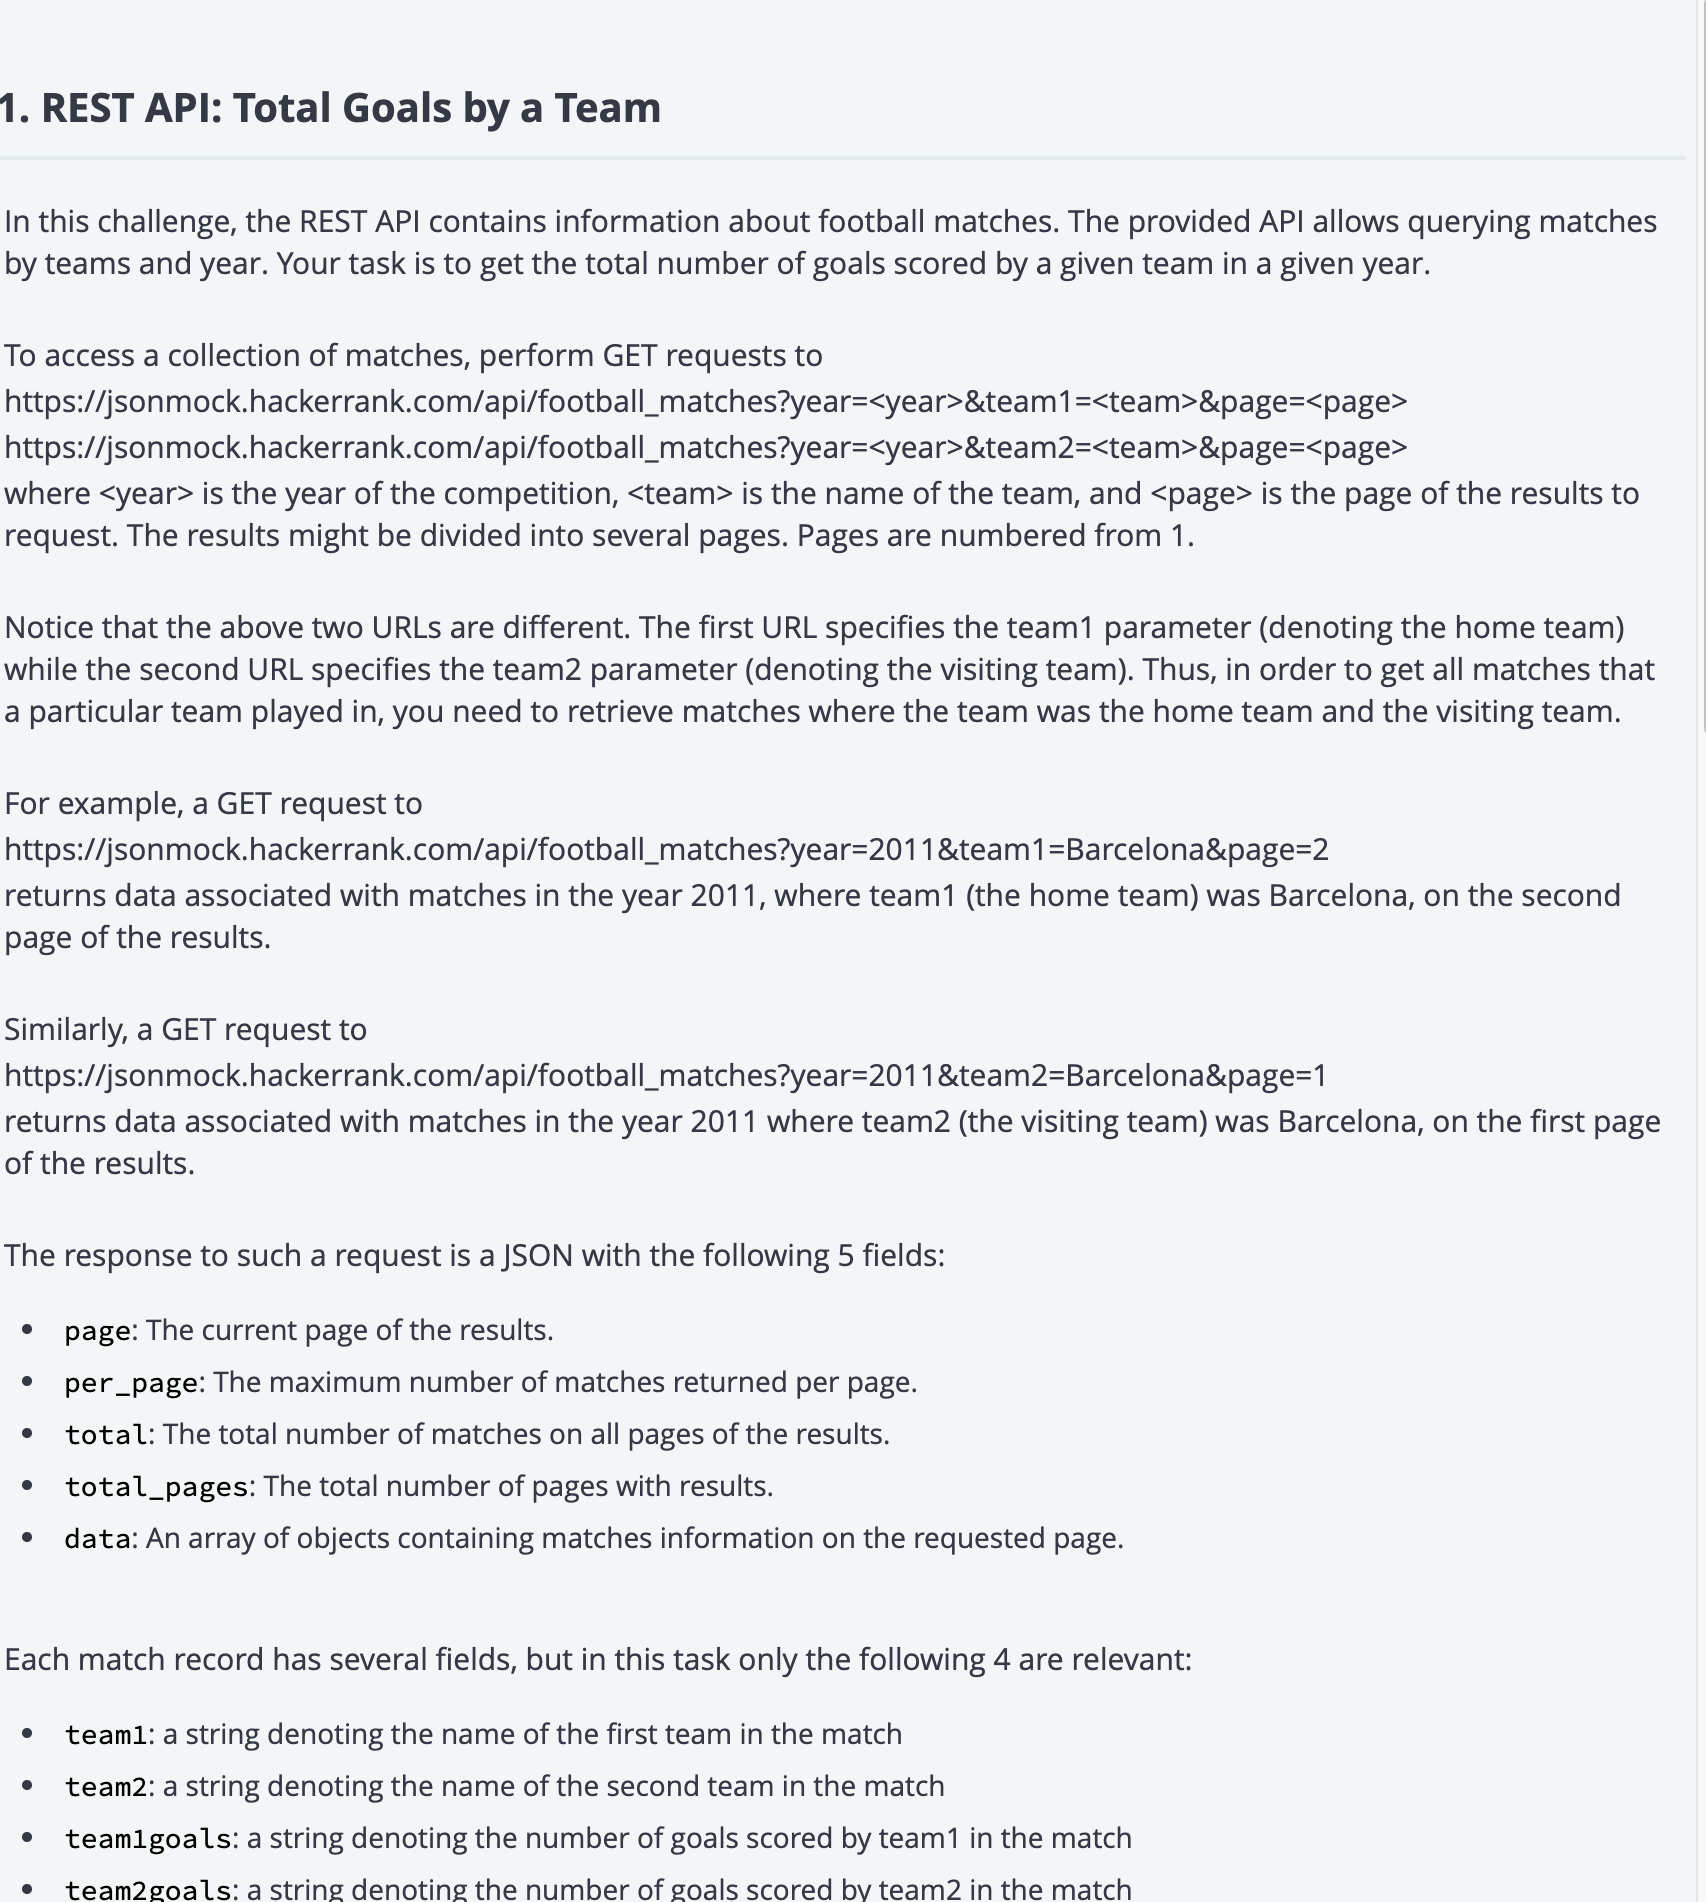 1. REST API: Total Goals by a Team
In this challenge, the REST API contains information about football matches. The provided API allows querying matches
by teams and year. Your task is to get the total number of goals scored by a given team in a given year.
To access a collection of matches, perform GET requests to
https://jsonmock.hackerrank.com/api/football_matches?year=<year>&team1=<team>&page=<page>
https://jsonmock.hackerrank.com/api/football_matches?year=<year>&team2=<team>&page=<page>
where <year> is the year of the competition, <team> is the name of the team, and <page> is the page of the results to
request. The results might be divided into several pages. Pages are numbered from 1.
Notice that the above two URLs are different. The first URL specifies the team1 parameter (denoting the home team)
while the second URL specifies the team2 parameter (denoting the visiting team). Thus, in order to get all matches that
a particular team played in, you need to retrieve matches where the team was the home team and the visiting team.
For example, a GET request to
https://jsonmock.hackerrank.com/api/football_matches?year=2011&team1=Barcelona&page=2
returns data associated with matches in the year 2011, where team1 (the home team) was Barcelona, on the second
page of the results.
Similarly, a GET request to
https://jsonmock.hackerrank.com/api/football_matches?year=2011&team2=Barcelona&page=1
returns data associated with matches in the year 2011 where team2 (the visiting team) was Barcelona, on the first page
of the results.
The response to such a request is a JSON with the following 5 fields:
• page: The current page of the results.
• per_page: The maximum number of matches returned per page.
• total: The total number of matches on all pages of the results.
• total_pages: The total number of pages with results.
• data: An array of objects containing matches information on the requested page.
Each match record has several fields, but in this task only the following 4 are relevant:
• team1: a string denoting the name of the first team in the match
• team2: a string denoting the name of the second team in the match
• team1goals: a string denoting the number of goals scored by team1 in the match
• team2goals: a string denoting the number of goals scored by team2 in the match